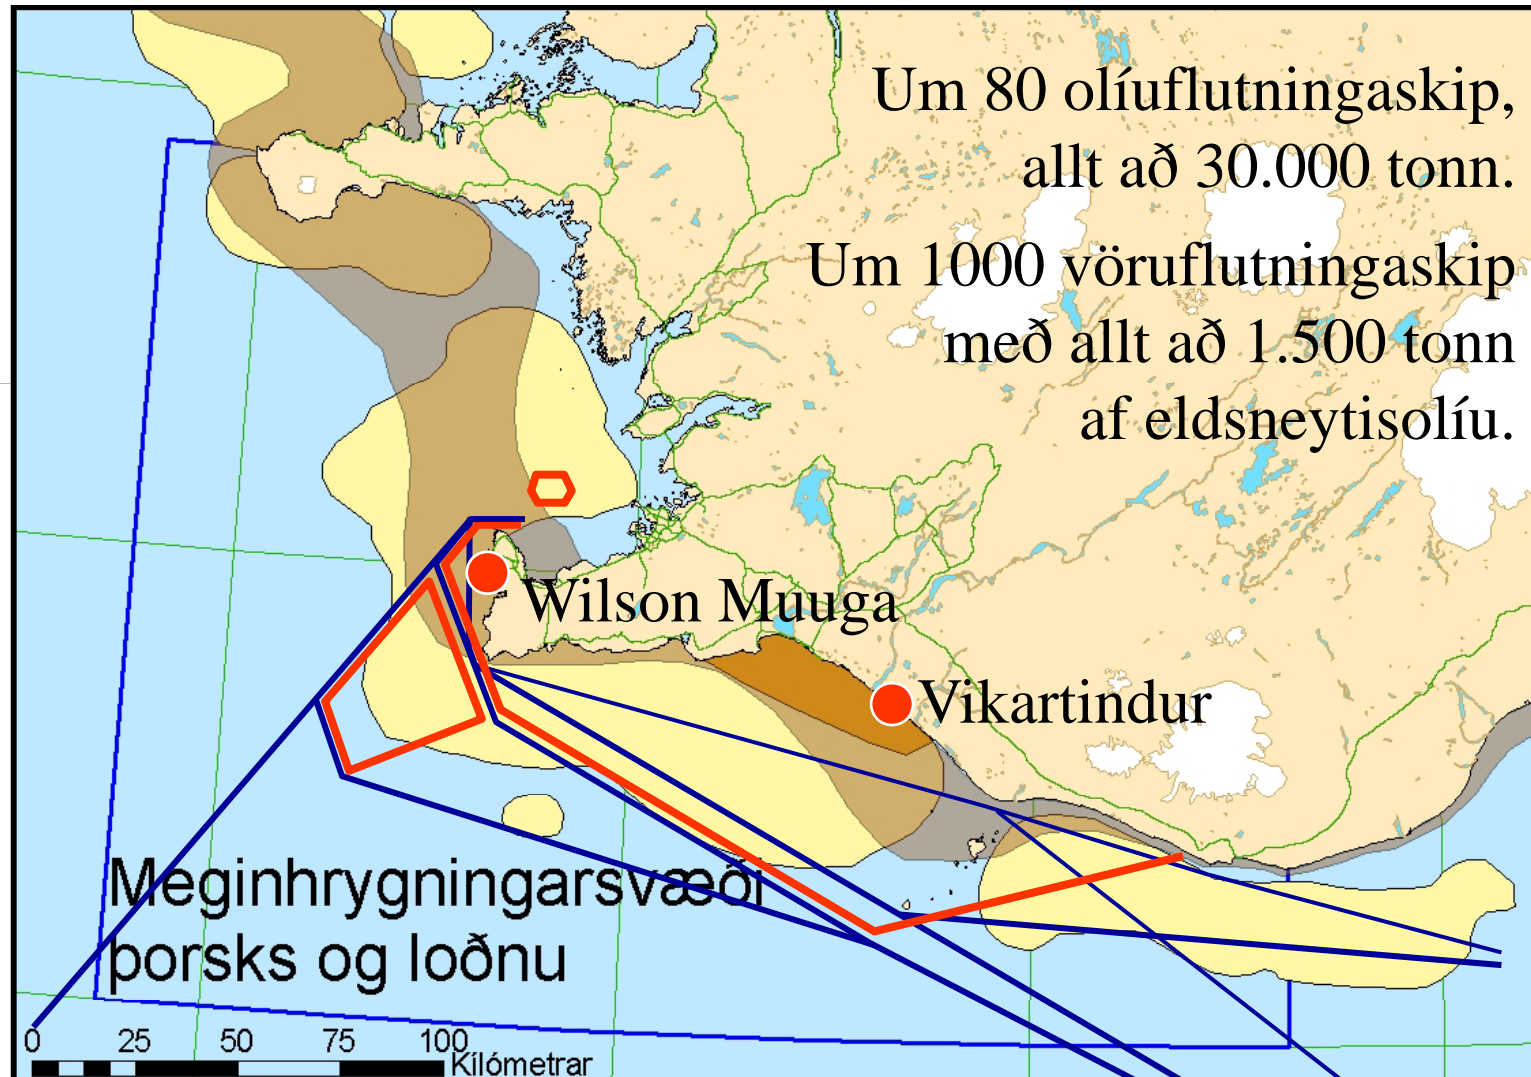 Um 80 olíuflutningaskip,
allt að 30.000 tonn.
Um 1000 vöruflutningaskip
með allt að 1.500 tonn
af eldsneytisolíu.
Wilson Muuga
Vikartindur
Meginhrygningarsvæði
þorsks og loðnu
0 25 50 75 100
Kílómetrar